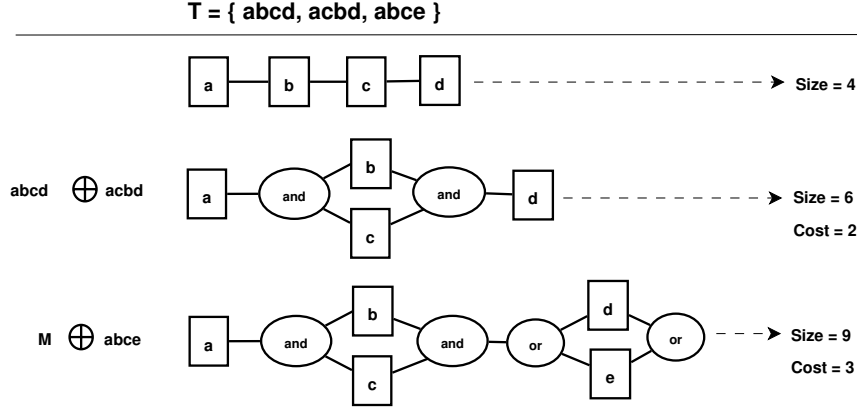 T = { abcd, acbd, abce }
a b c d Size = 4
abcd ⊕ acbd a and b c and d Size = 6
Cost = 2
M ⊕ abce a and b c and or d e or Size = 9
Cost = 3